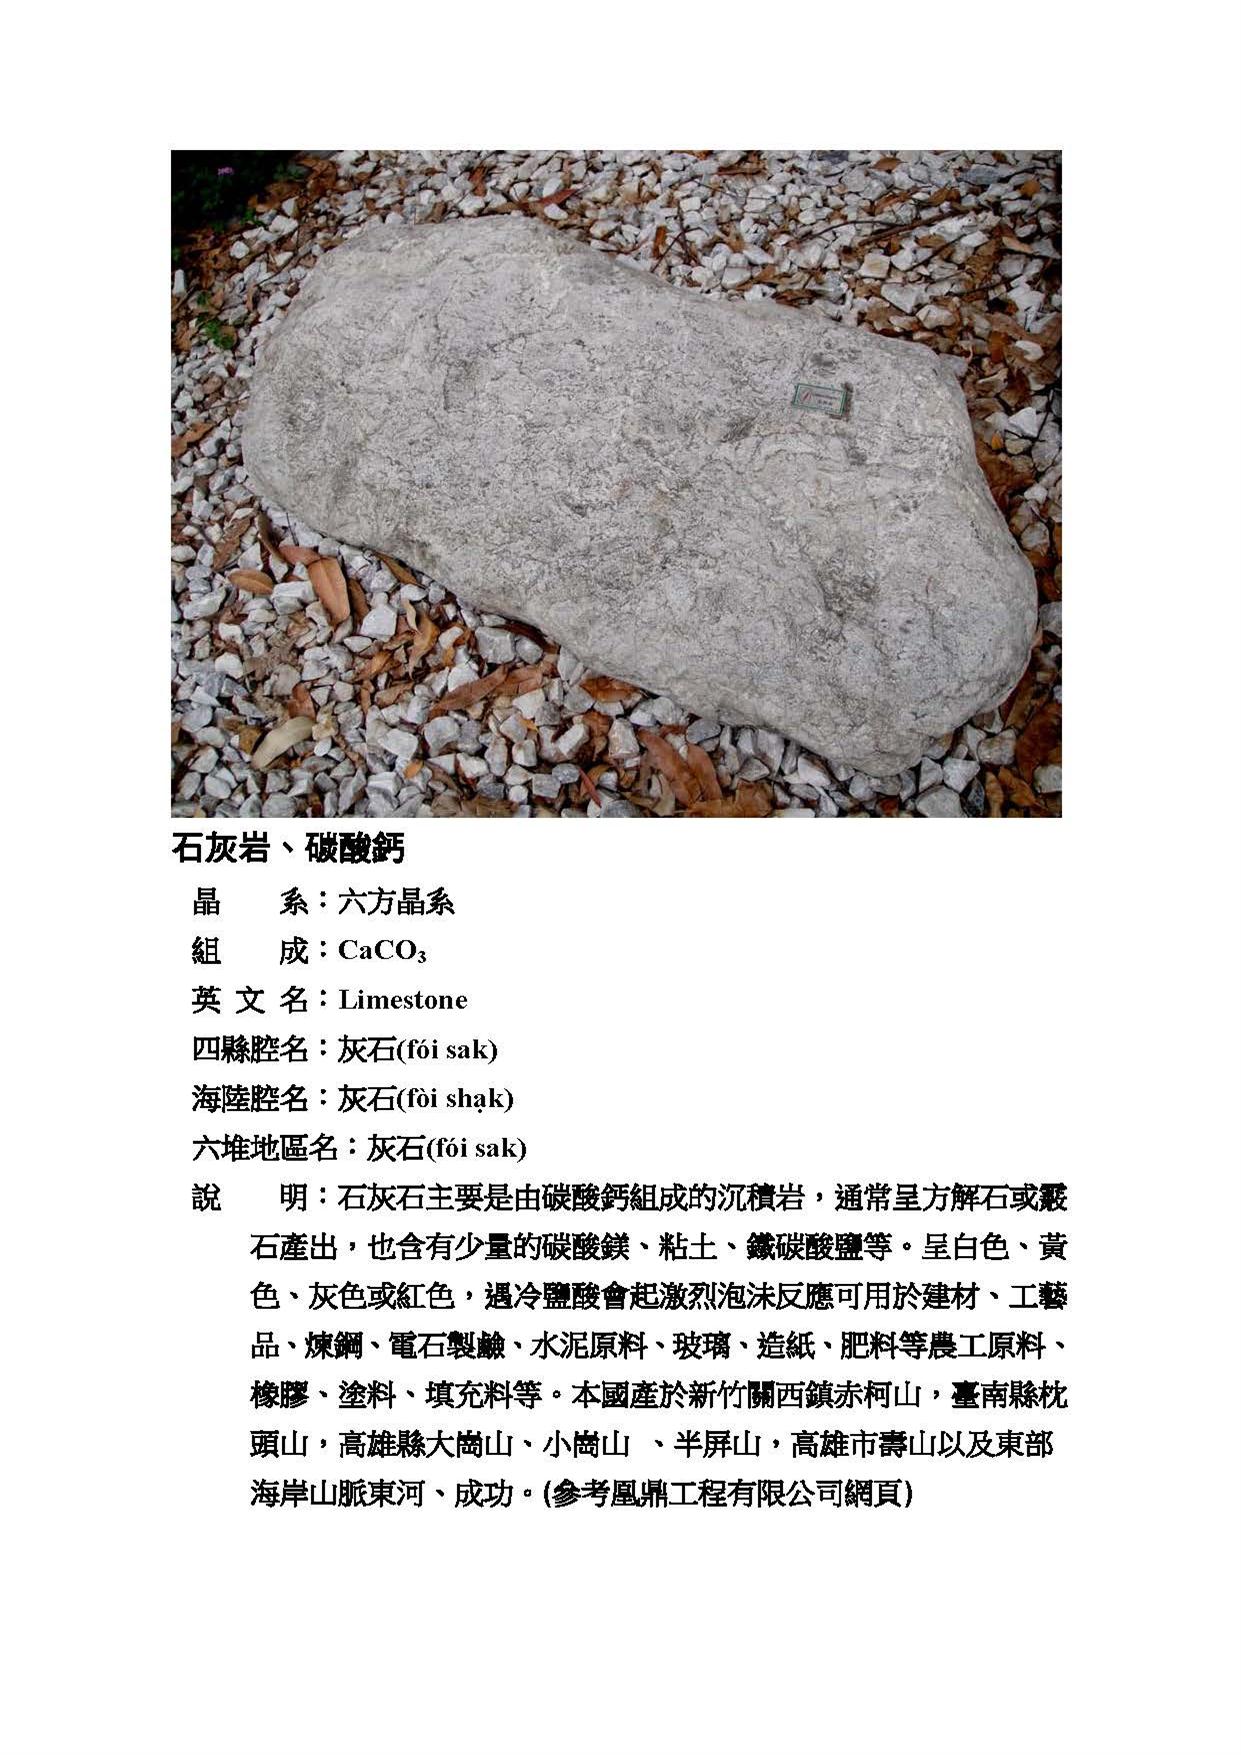 石灰岩、碳酸鈣
晶　　系：六方晶系
組　　成：CaCO₃
英 文 名：Limestone
四縣腔名：灰石(fói sak)
海陸腔名：灰石(fòi shạk)
六堆地區名：灰石(fói sak)
說　　明：石灰石主要是由碳酸鈣組成的沉積岩，通常呈方解石或霰
石產出，也含有少量的碳酸鎂、粘土、鐵碳酸鹽等。呈白色、黃
色、灰色或紅色，遇冷鹽酸會起激烈泡沫反應可用於建材、工藝
品、煉鋼、電石製鹼、水泥原料、玻璃、造紙、肥料等農工原料、
橡膠、塗料、填充料等。本國產於新竹關西鎮赤柯山，臺南縣枕
頭山，高雄縣大崗山、小崗山 、半屏山，高雄市壽山以及東部
海岸山脈東河、成功。(參考凰鼎工程有限公司網頁)